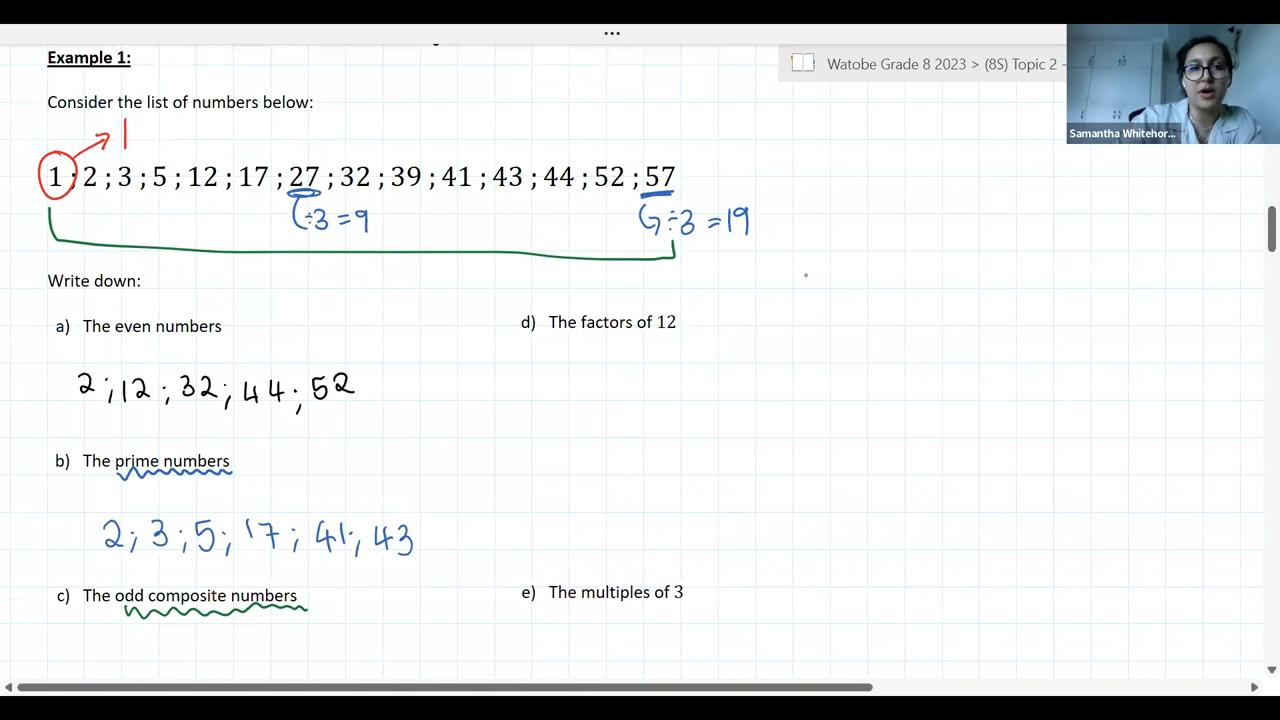 Example 1:
Watobe Grade 8 2023 > (8S) Topic 2 -
Consider the list of numbers below:
Samantha Whitehor...
1
1 ; 2 ; 3 ; 5 ; 12 ; 17 ; 27 ; 32 ; 39 ; 41 ; 43 ; 44 ; 52 ; 57
÷3 = 9
÷3 = 19
Write down:
a) The even numbers
d) The factors of 12
2 ; 12 ; 32 ; 44 ; 52
b) The prime numbers
2 ; 3 ; 5 ; 17 ; 41 ; 43
c) The odd composite numbers
e) The multiples of 3